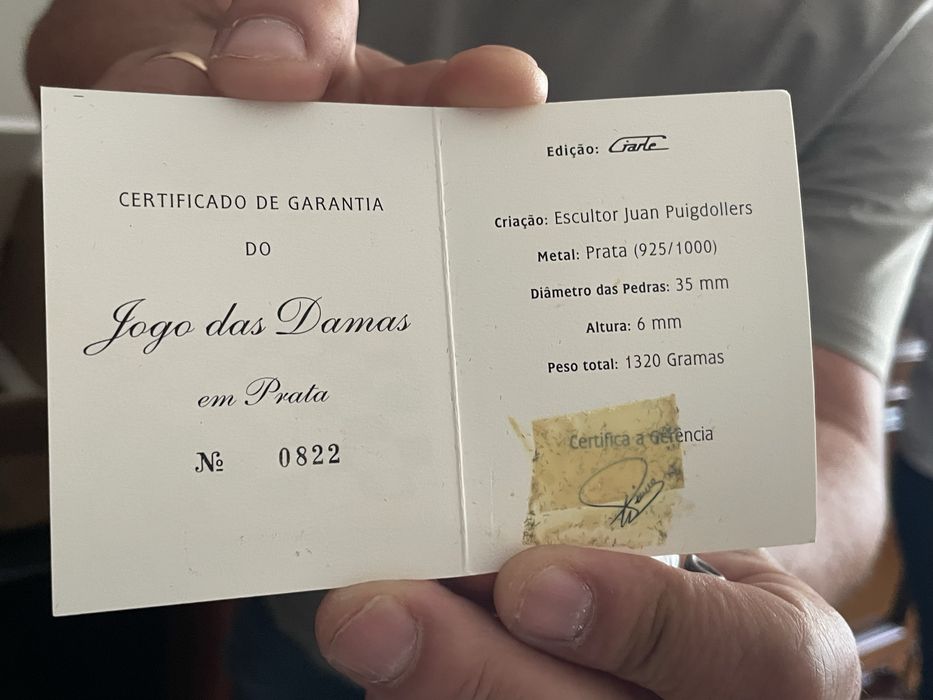 CERTIFICADO DE GARANTIA
DO
Jogo das Damas
em Prata
Nº 0822
Edição: Ciarte
Criação: Escultor Juan Puigdollers
Metal: Prata (925/1000)
Diâmetro das Pedras: 35 mm
Altura: 6 mm
Peso total: 1320 Gramas
Certifica a Gerência